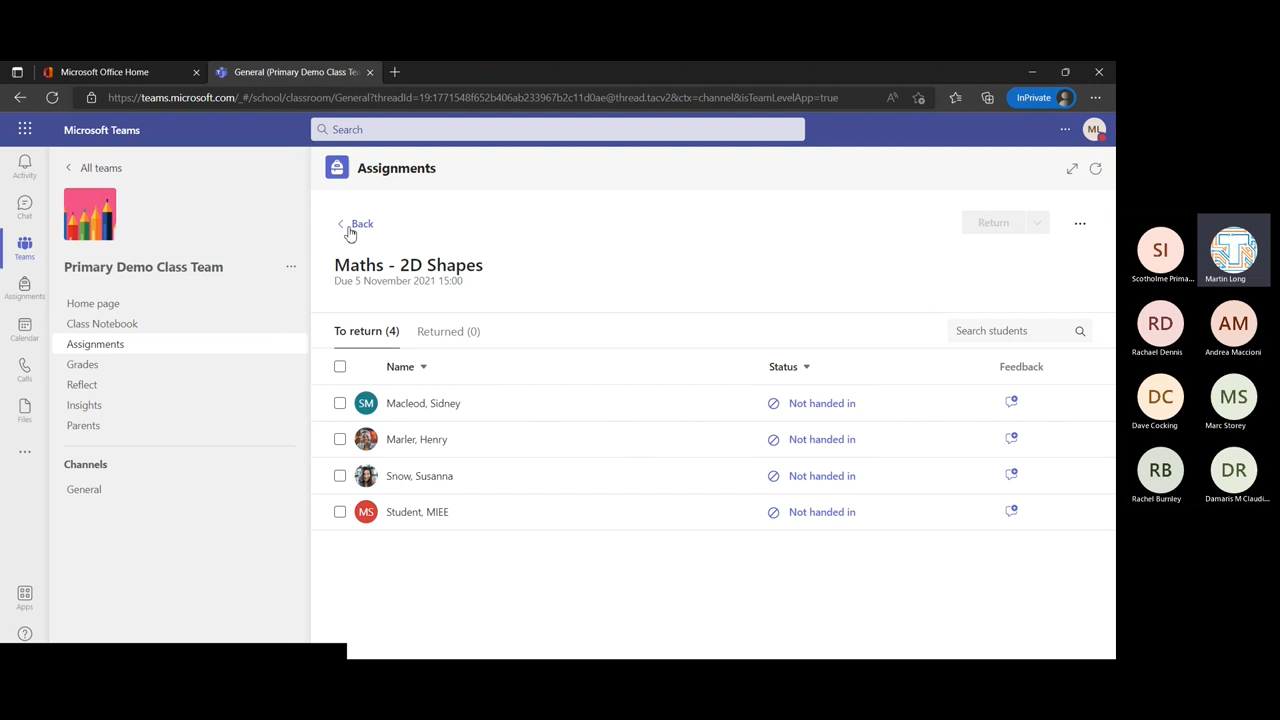 Microsoft Office Home
General (Primary Demo Class Tea
https://teams.microsoft.com/_#/school/classroom/General?threadId=19:1771548f652b406ab233967b2c11d0ae@thread.tacv2&ctx=channel&isTeamLevelApp=true
InPrivate
Microsoft Teams
Search
ML
Activity
Chat
Teams
Assignments
Calendar
Calls
Files
Apps
All teams
Primary Demo Class Team
Home page
Class Notebook
Assignments
Grades
Reflect
Insights
Parents
Channels
General
Assignments
Back
Return
Maths - 2D Shapes
Due 5 November 2021 15:00
To return (4) Returned (0)
Search students
Name Status Feedback
SM Macleod, Sidney Not handed in
Marler, Henry Not handed in
Snow, Susanna Not handed in
MS Student, MIEE Not handed in
SI
Scotholme Prima...
Martin Long
RD
Rachael Dennis
AM
Andrea Maccioni
DC
Dave Cocking
MS
Marc Storey
RB
Rachel Burnley
DR
Damaris M Claudi...